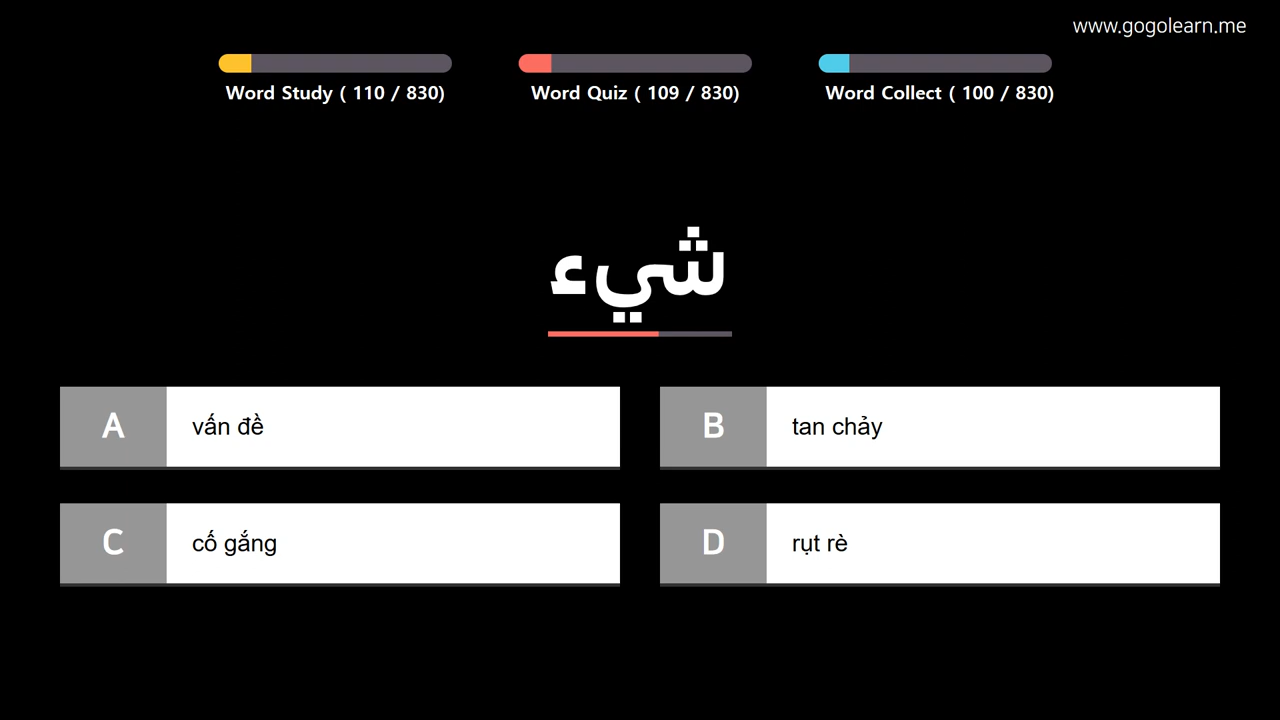 www.gogolearn.me
Word Study ( 110 / 830)
Word Quiz ( 109 / 830)
Word Collect ( 100 / 830)
شيء
A
vấn đề
B
tan chảy
C
cố gắng
D
rụt rè